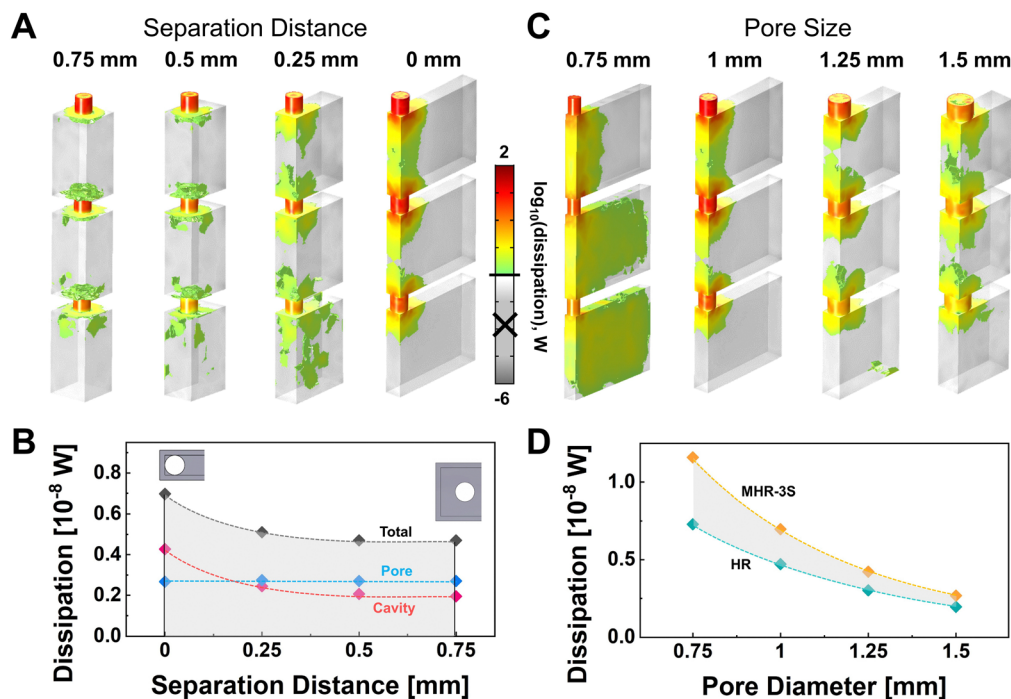 A
Separation Distance
0.75 mm 0.5 mm 0.25 mm 0 mm
2
log10(dissipation), W
-6
C
Pore Size
0.75 mm 1 mm 1.25 mm 1.5 mm
B
Dissipation [10⁻⁸ W]
0.8
0.6
0.4
0.2
0.0
Total
Pore
Cavity
0 0.25 0.5 0.75
Separation Distance [mm]
D
Dissipation [10⁻⁸ W]
1.0
0.5
0.0
MHR-3S
HR
0.75 1 1.25 1.5
Pore Diameter [mm]